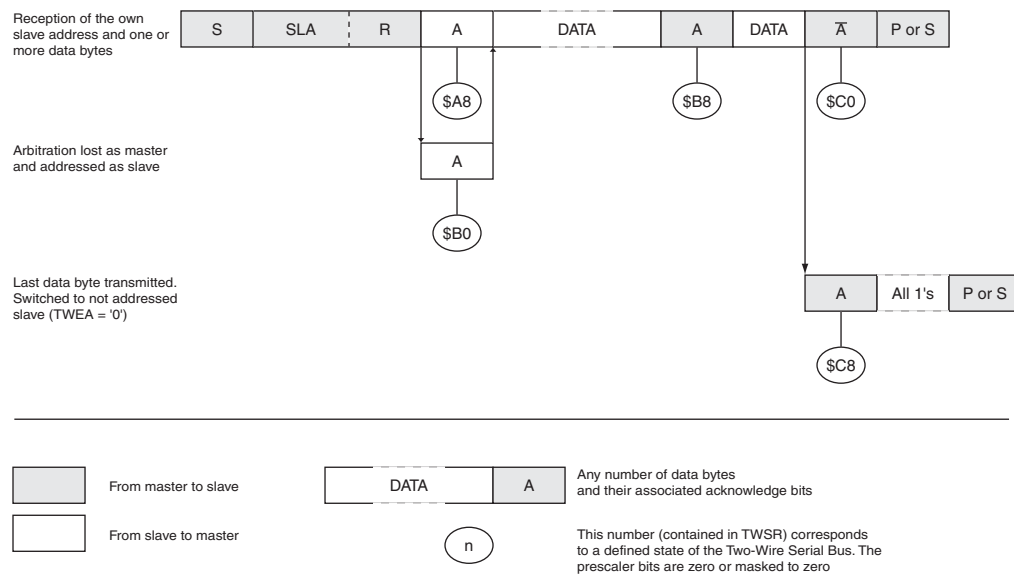 Reception of the own
slave address and one or
more data bytes
S SLA R A DATA A DATA A̅ P or S
$A8 $B8 $C0
Arbitration lost as master
and addressed as slave
A
$B0
Last data byte transmitted.
Switched to not addressed
slave (TWEA = '0')
A All 1's P or S
$C8
From master to slave
DATA A
Any number of data bytes
and their associated acknowledge bits
From slave to master
n
This number (contained in TWSR) corresponds
to a defined state of the Two-Wire Serial Bus. The
prescaler bits are zero or masked to zero